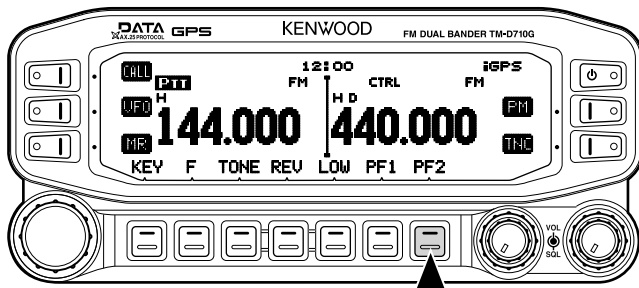 DATA GPS KENWOOD FM DUAL BANDER TM-D710G
AX.25 PROTOCOL
CALL 12:00 iGPS
PTT FM CTRL FM
VFO H H D PM
144.000 440.000
MR TNC
KEY F TONE REV LOW PF1 PF2
VOL
SQL